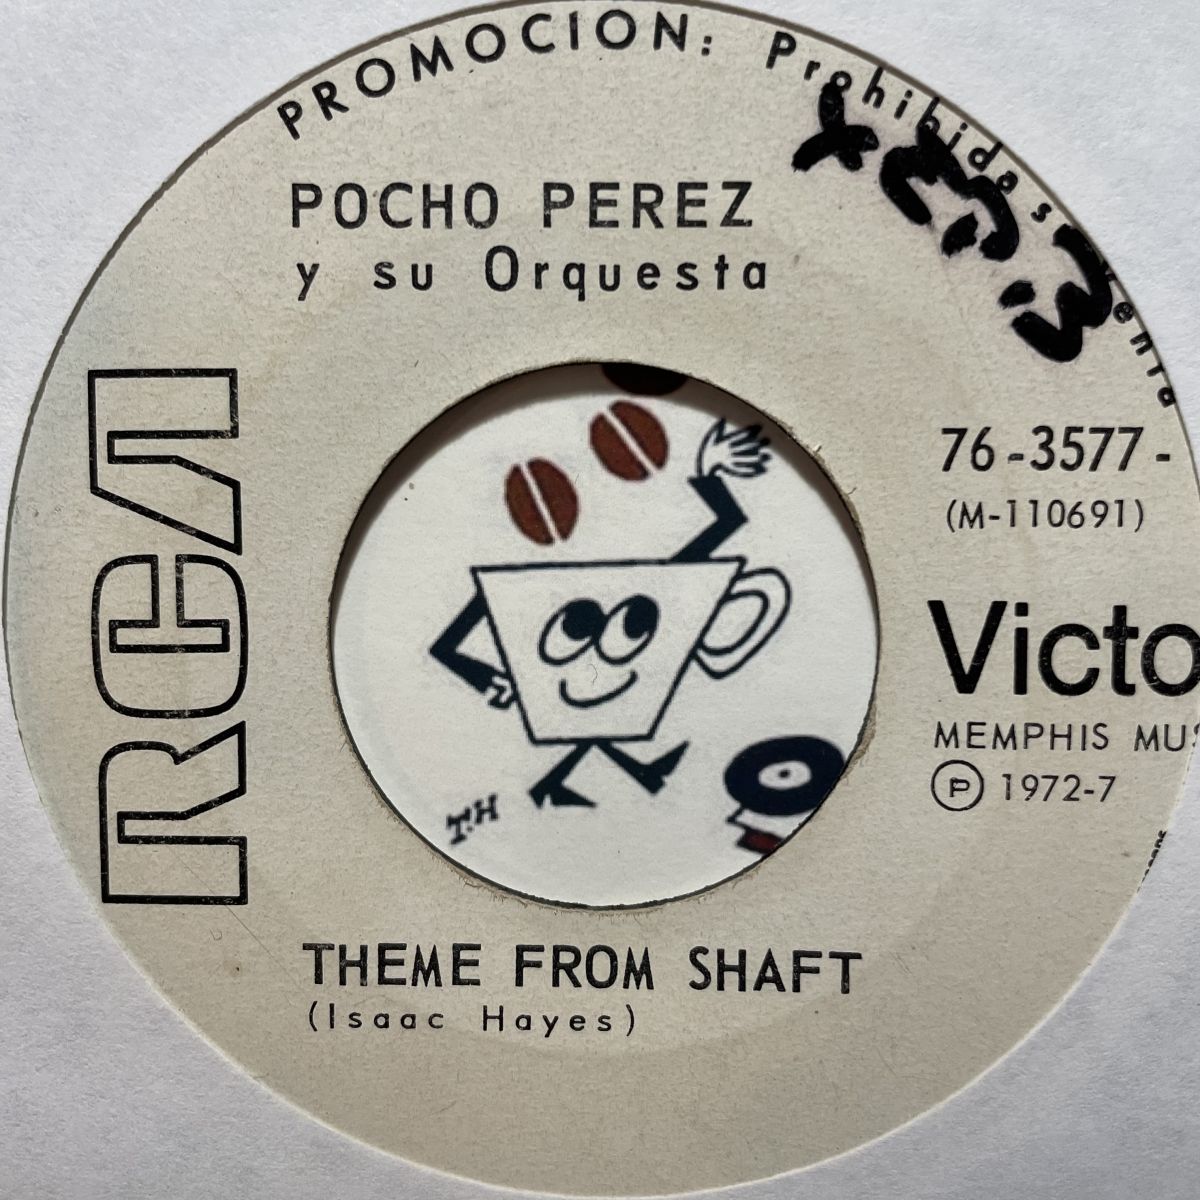 PROMOCION: Prohibida s Venta
POCHO PEREZ
y su Orquesta
RCA
76-3577-
(M-110691)
Victo
MEMPHIS MUS
Ⓟ 1972-7
T.H
THEME FROM SHAFT
(Isaac Hayes)